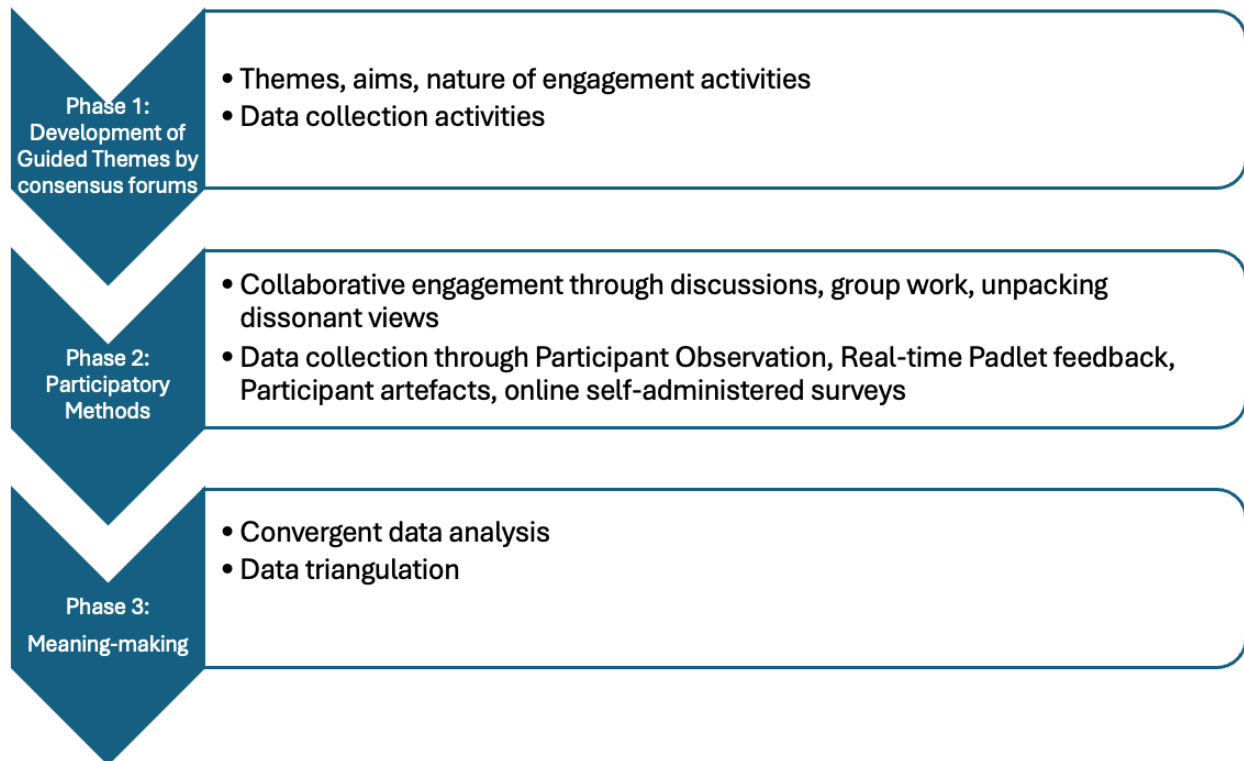 Phase 1:
Development of
Guided Themes by
consensus forums
• Themes, aims, nature of engagement activities
• Data collection activities
Phase 2:
Participatory
Methods
• Collaborative engagement through discussions, group work, unpacking
dissonant views
• Data collection through Participant Observation, Real-time Padlet feedback,
Participant artefacts, online self-administered surveys
Phase 3:
Meaning-making
• Convergent data analysis
• Data triangulation